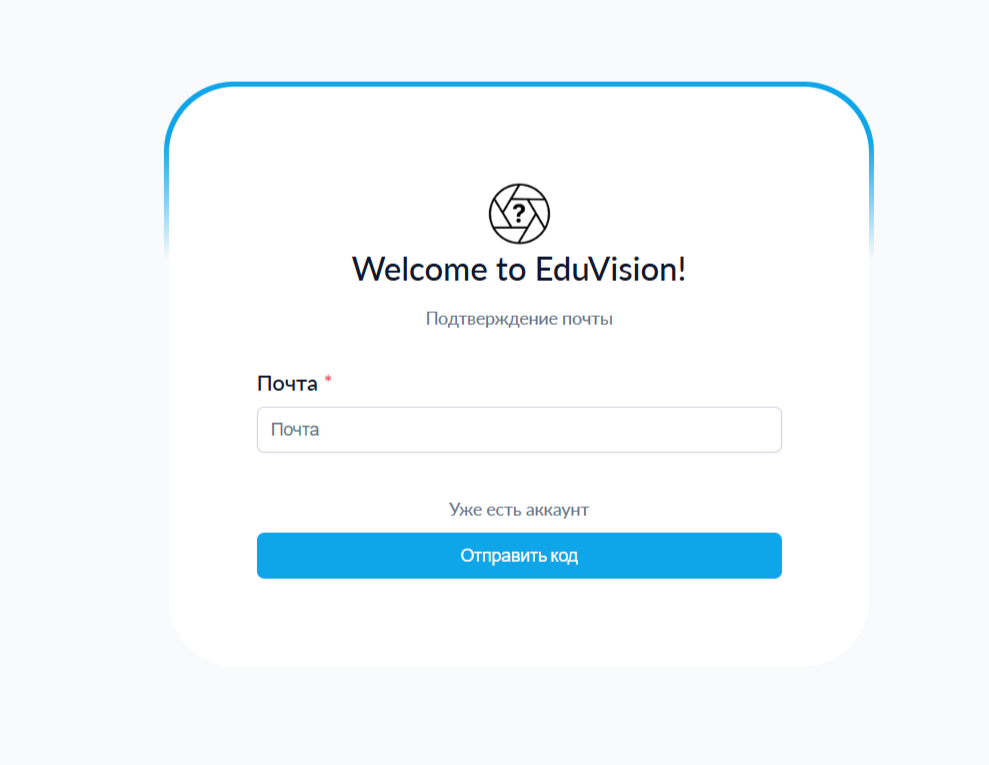 ?
Welcome to EduVision!
Подтверждение почты
Почта *
Почта
Уже есть аккаунт
Отправить код